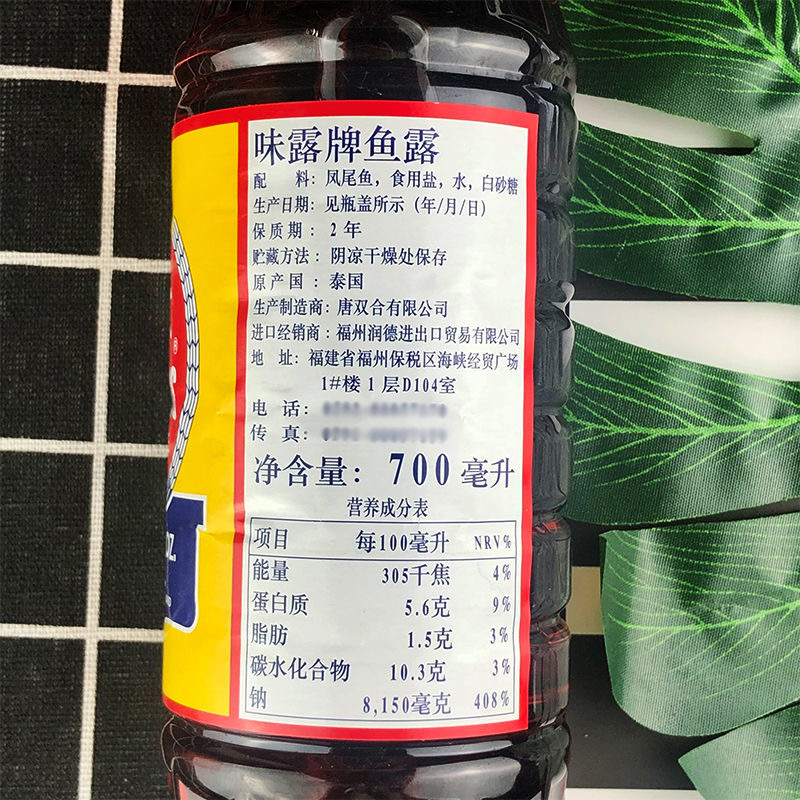 味露牌鱼露
配 料：凤尾鱼，食用盐，水，白砂糖
生产日期：见瓶盖所示（年/月/日）
保质期：2年
贮藏方法：阴凉干燥处保存
原产国：泰国
生产制造商：唐双合有限公司
进口经销商：福州润德进出口贸易有限公司
地 址：福建省福州保税区海峡经贸广场
1#楼1层D104室
电 话：
传 真：
净含量：700毫升
营养成分表
项目 每100毫升 NRV%
能量 305千焦 4%
蛋白质 5.6克 9%
脂肪 1.5克 3%
碳水化合物 10.3克 3%
钠 8,150毫克 408%
®
OZ